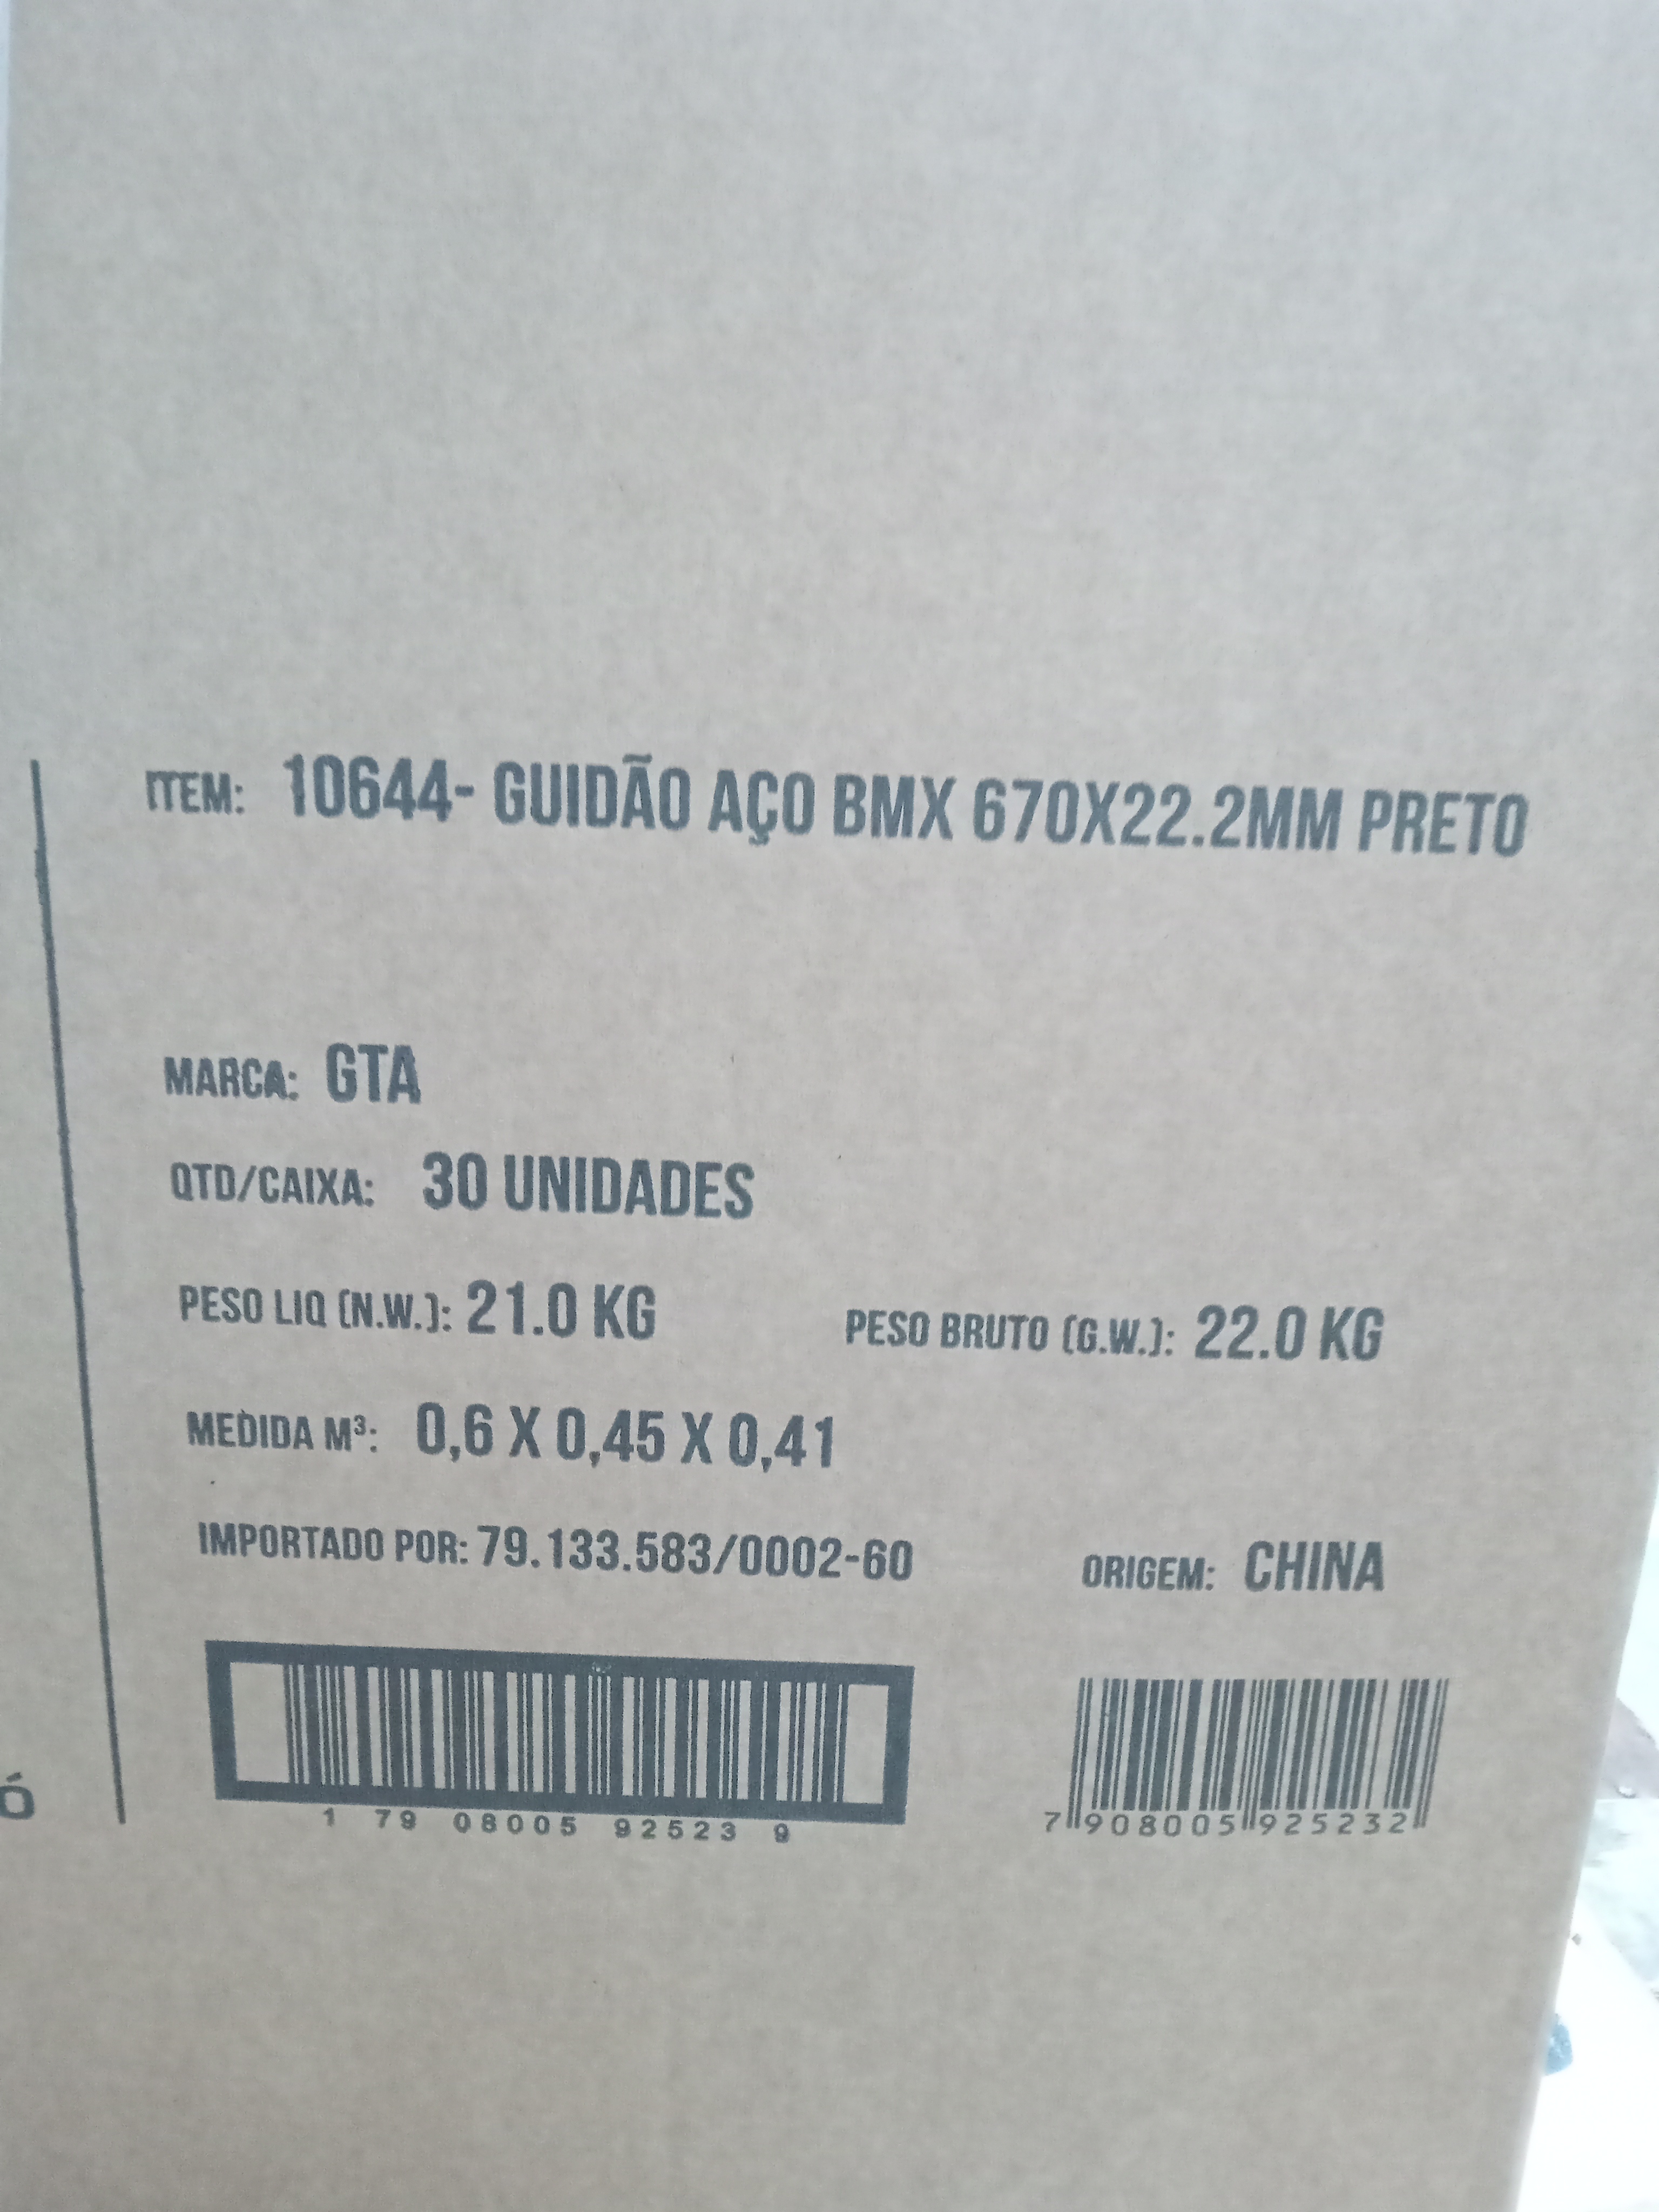 ITEM: 10644- GUIDÃO AÇO BMX 670X22.2MM PRETO
MARCA: GTA
QTD/CAIXA: 30 UNIDADES
PESO LIQ (N.W.): 21.0 KG PESO BRUTO (G.W.): 22.0 KG
MEDIDA M³: 0,6 X 0,45 X 0,41
IMPORTADO POR: 79.133.583/0002-60 ORIGEM: CHINA
1 79 08005 92523 9 7 908005 925232
Ó